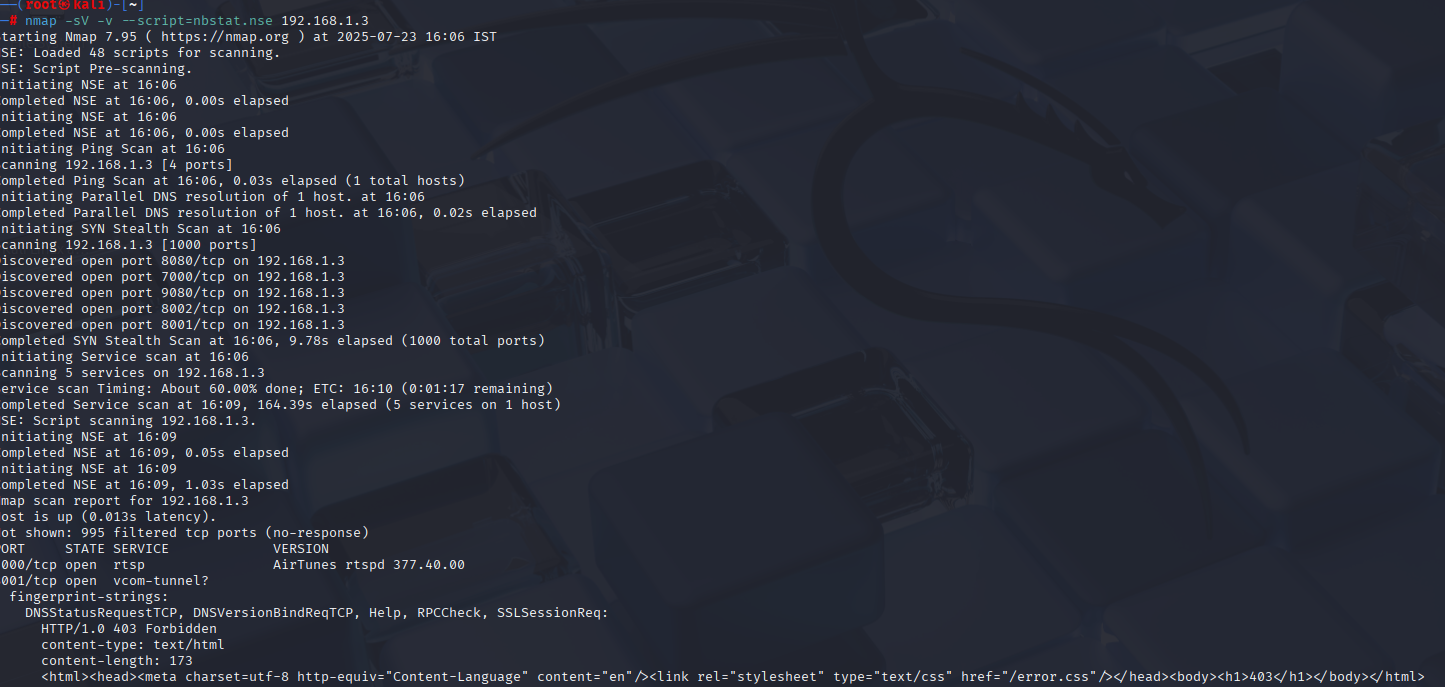 ──(root㉿kali)-[~]
─# nmap -sV -v --script=nbstat.nse 192.168.1.3
tarting Nmap 7.95 ( https://nmap.org ) at 2025-07-23 16:06 IST
SE: Loaded 48 scripts for scanning.
SE: Script Pre-scanning.
nitiating NSE at 16:06
ompleted NSE at 16:06, 0.00s elapsed
nitiating NSE at 16:06
ompleted NSE at 16:06, 0.00s elapsed
nitiating Ping Scan at 16:06
canning 192.168.1.3 [4 ports]
ompleted Ping Scan at 16:06, 0.03s elapsed (1 total hosts)
nitiating Parallel DNS resolution of 1 host. at 16:06
ompleted Parallel DNS resolution of 1 host. at 16:06, 0.02s elapsed
nitiating SYN Stealth Scan at 16:06
canning 192.168.1.3 [1000 ports]
iscovered open port 8080/tcp on 192.168.1.3
iscovered open port 7000/tcp on 192.168.1.3
iscovered open port 9080/tcp on 192.168.1.3
iscovered open port 8002/tcp on 192.168.1.3
iscovered open port 8001/tcp on 192.168.1.3
ompleted SYN Stealth Scan at 16:06, 9.78s elapsed (1000 total ports)
nitiating Service scan at 16:06
canning 5 services on 192.168.1.3
ervice scan Timing: About 60.00% done; ETC: 16:10 (0:01:17 remaining)
ompleted Service scan at 16:09, 164.39s elapsed (5 services on 1 host)
SE: Script scanning 192.168.1.3.
nitiating NSE at 16:09
ompleted NSE at 16:09, 0.05s elapsed
nitiating NSE at 16:09
ompleted NSE at 16:09, 1.03s elapsed
map scan report for 192.168.1.3
ost is up (0.013s latency).
ot shown: 995 filtered tcp ports (no-response)
ORT     STATE SERVICE             VERSION
000/tcp open  rtsp                AirTunes rtspd 377.40.00
001/tcp open  vcom-tunnel?
fingerprint-strings:
DNSStatusRequestTCP, DNSVersionBindReqTCP, Help, RPCCheck, SSLSessionReq:
HTTP/1.0 403 Forbidden
content-type: text/html
content-length: 173
<html><head><meta charset=utf-8 http-equiv="Content-Language" content="en"/><link rel="stylesheet" type="text/css" href="/error.css"/></head><body><h1>403</h1></body></html>